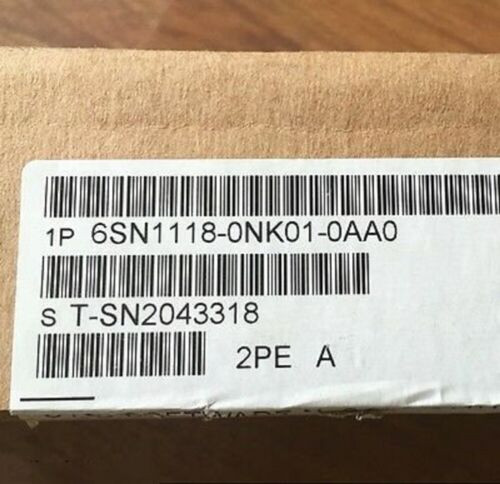 1P 6SN1118-0NK01-0AA0
S T-SN2043318
2PE A